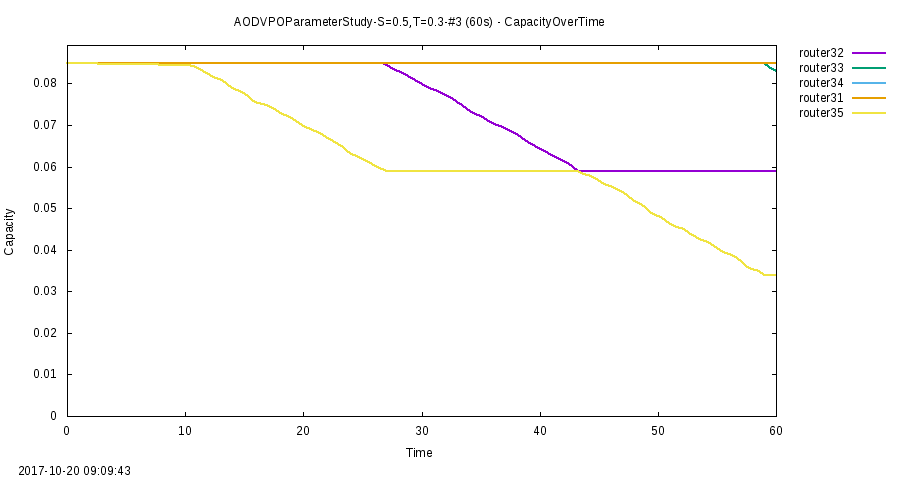 AODVPOParameterStudy-S=0.5,T=0.3-#3 (60s) - CapacityOverTime
router32
router33
router34
router31
router35
0.08
0.07
0.06
0.05
0.04
0.03
0.02
0.01
0
Capacity
0 10 20 30 40 50 60
Time
2017-10-20 09:09:43